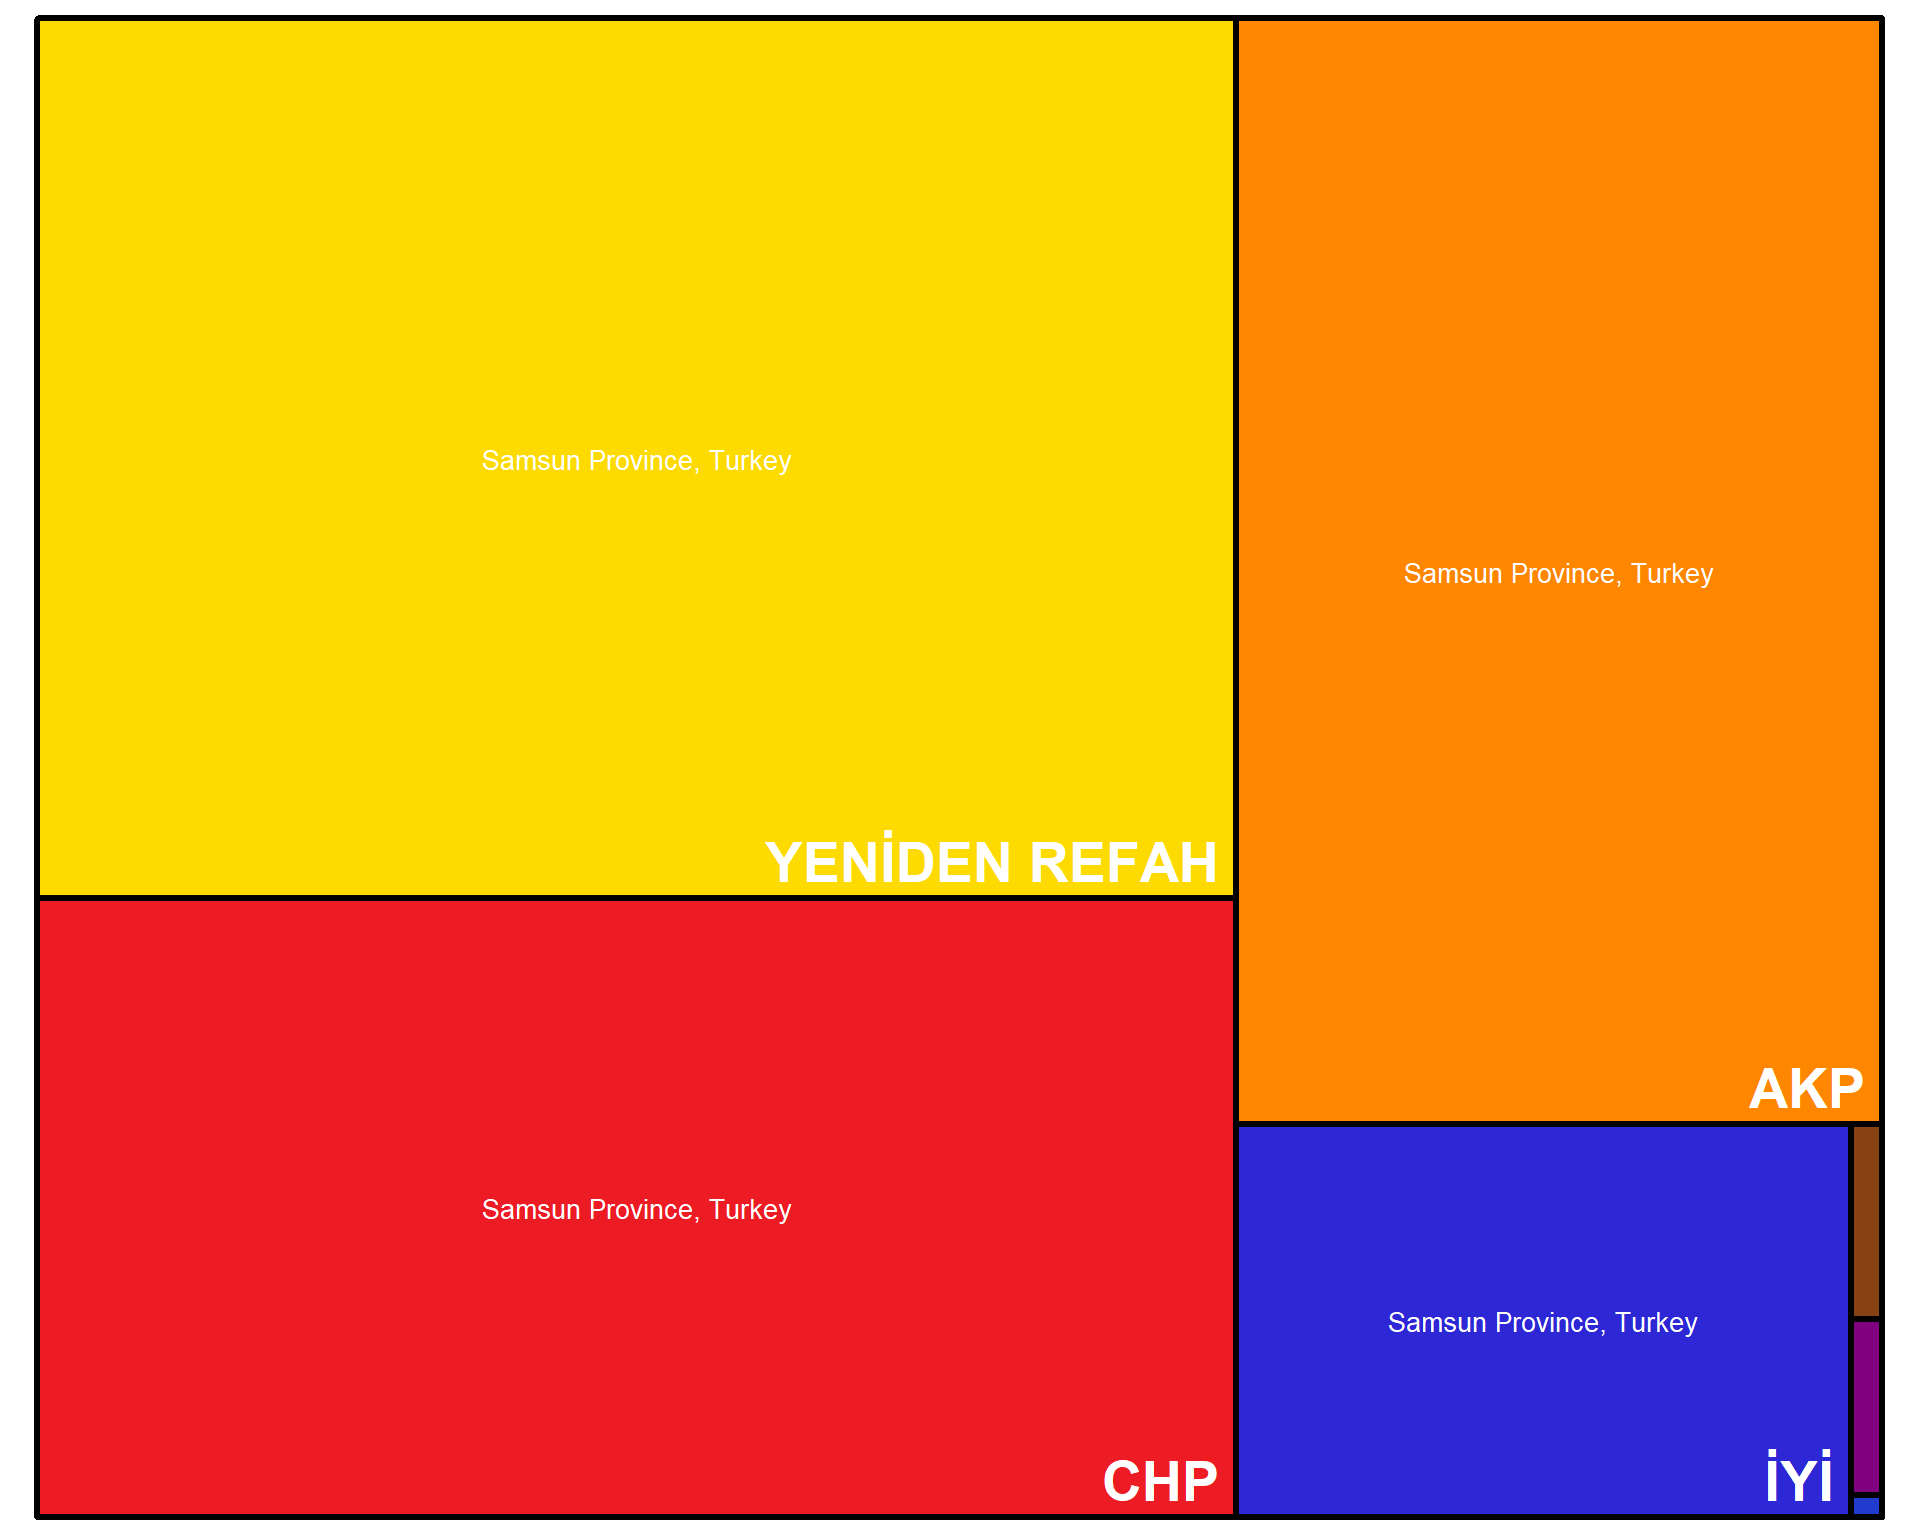 Samsun Province, Turkey
YENİDEN REFAH
Samsun Province, Turkey
AKP
Samsun Province, Turkey
CHP
Samsun Province, Turkey
İYİ